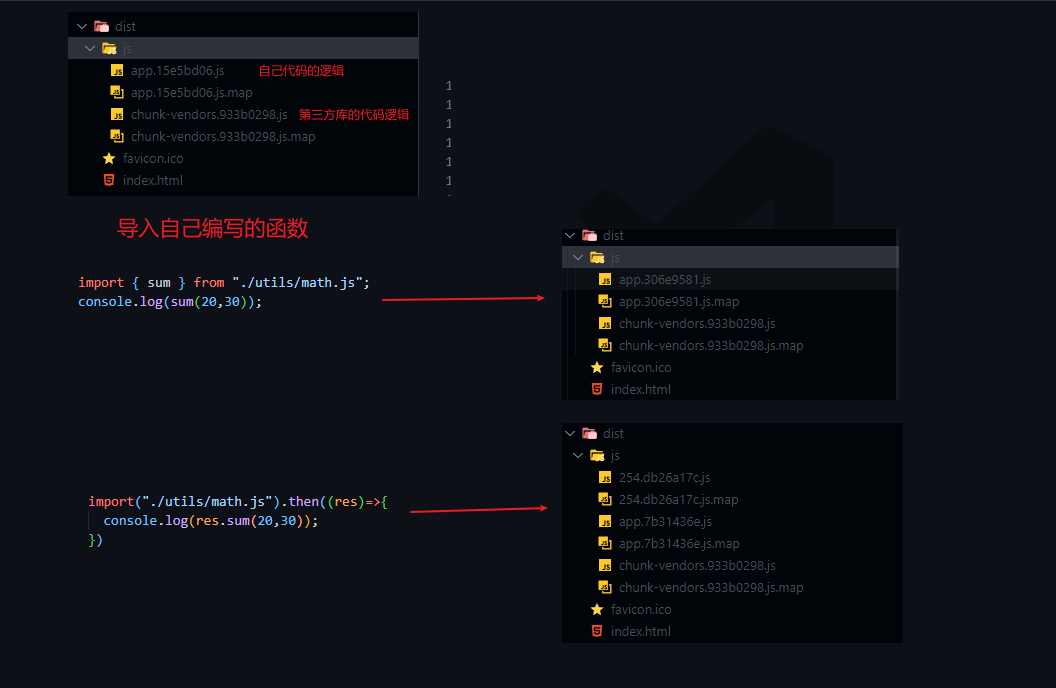 dist
js
app.15e5bd06.js 自己代码的逻辑
app.15e5bd06.js.map
chunk-vendors.933b0298.js 第三方库的代码逻辑
chunk-vendors.933b0298.js.map
favicon.ico
index.html
1
1
1
1
1
1
导入自己编写的函数
import { sum } from "./utils/math.js";
console.log(sum(20,30));
dist
js
app.306e9581.js
app.306e9581.js.map
chunk-vendors.933b0298.js
chunk-vendors.933b0298.js.map
favicon.ico
index.html
import("./utils/math.js").then((res)=>{
console.log(res.sum(20,30));
})
dist
js
254.db26a17c.js
254.db26a17c.js.map
app.7b31436e.js
app.7b31436e.js.map
chunk-vendors.933b0298.js
chunk-vendors.933b0298.js.map
favicon.ico
index.html